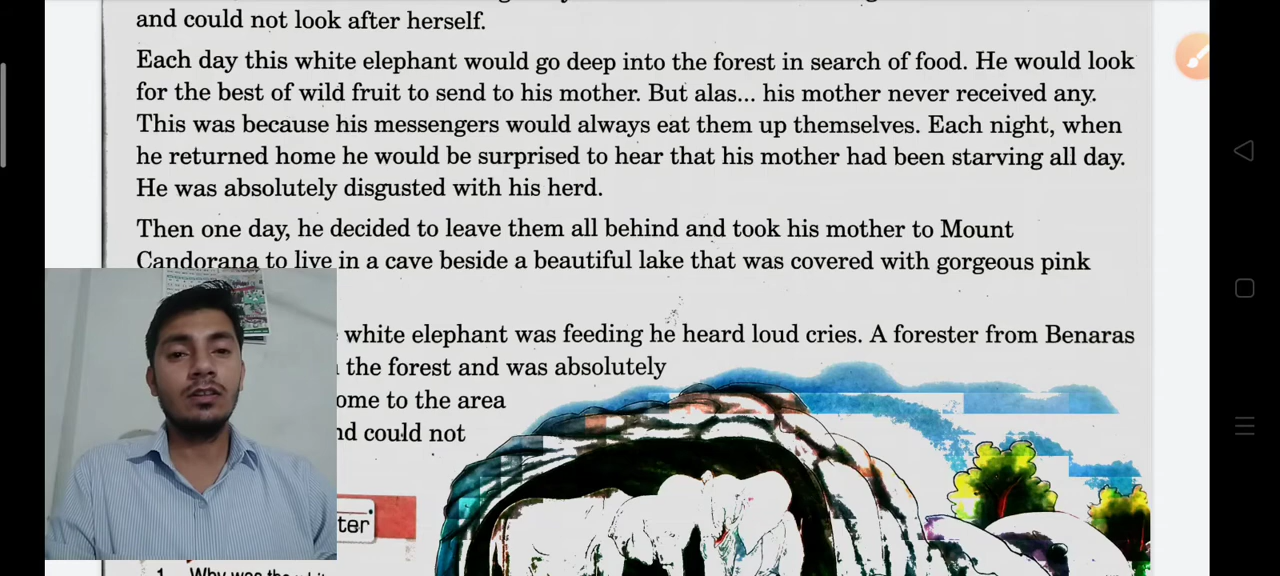 and could not look after herself.
Each day this white elephant would go deep into the forest in search of food. He would look
for the best of wild fruit to send to his mother. But alas... his mother never received any.
This was because his messengers would always eat them up themselves. Each night, when
he returned home he would be surprised to hear that his mother had been starving all day.
He was absolutely disgusted with his herd.
Then one day, he decided to leave them all behind and took his mother to Mount
Candorana to live in a cave beside a beautiful lake that was covered with gorgeous pink
white elephant was feeding he heard loud cries. A forester from Benaras
the forest and was absolutely
ome to the area
nd could not
ter
1. Why was the